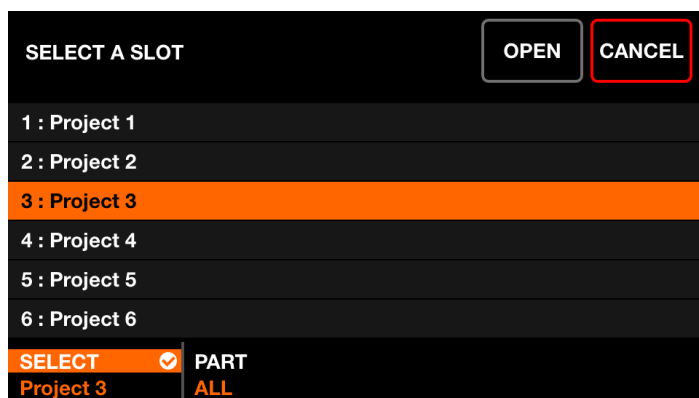 SELECT A SLOT
OPEN
CANCEL
1 : Project 1
2 : Project 2
3 : Project 3
4 : Project 4
5 : Project 5
6 : Project 6
SELECT
Project 3
PART
ALL